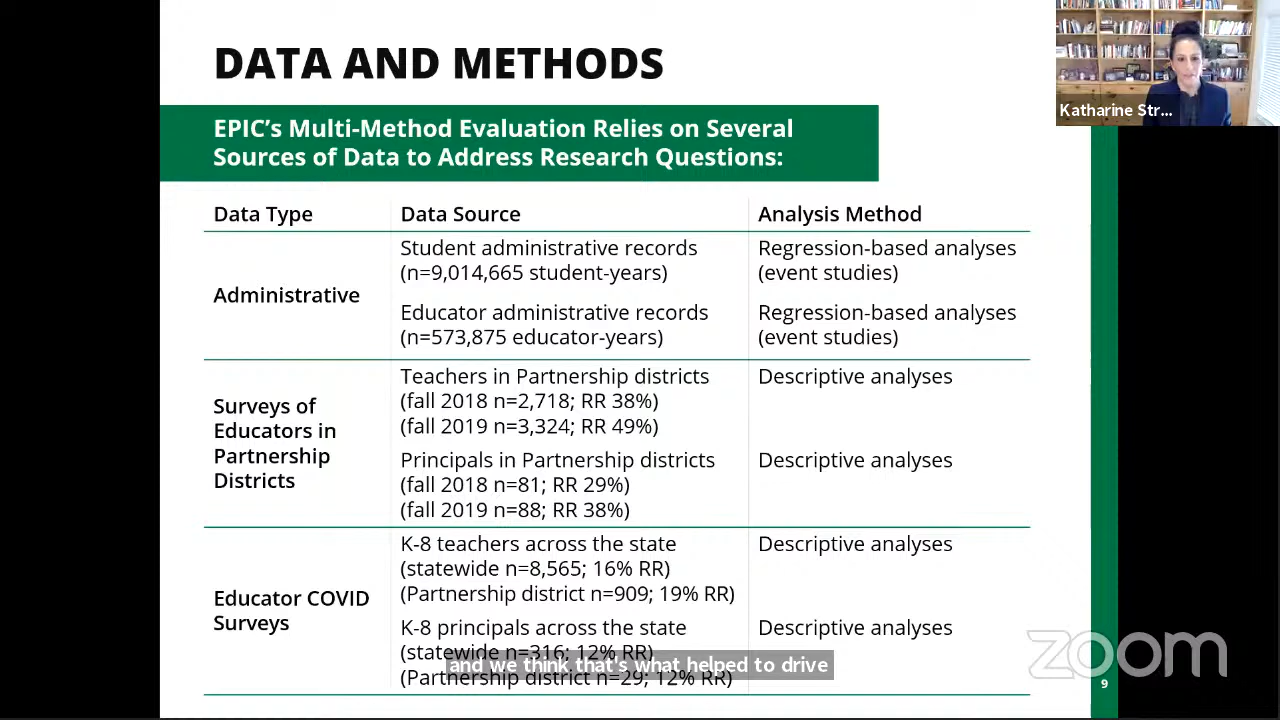 DATA AND METHODS
Katharine Str...
EPIC's Multi-Method Evaluation Relies on Several
Sources of Data to Address Research Questions:
Data Type
Data Source
Analysis Method
Administrative
Student administrative records
(n=9,014,665 student-years)
Regression-based analyses
(event studies)
Educator administrative records
(n=573,875 educator-years)
Regression-based analyses
(event studies)
Surveys of
Educators in
Partnership
Districts
Teachers in Partnership districts
(fall 2018 n=2,718; RR 38%)
(fall 2019 n=3,324; RR 49%)
Descriptive analyses
Principals in Partnership districts
(fall 2018 n=81; RR 29%)
(fall 2019 n=88; RR 38%)
Descriptive analyses
Educator COVID
Surveys
K-8 teachers across the state
(statewide n=8,565; 16% RR)
(Partnership district n=909; 19% RR)
Descriptive analyses
K-8 principals across the state
(statewide n=316; 12% RR)
(Partnership district n=29; 12% RR)
Descriptive analyses
and we think that's what helped to drive
zoom
9